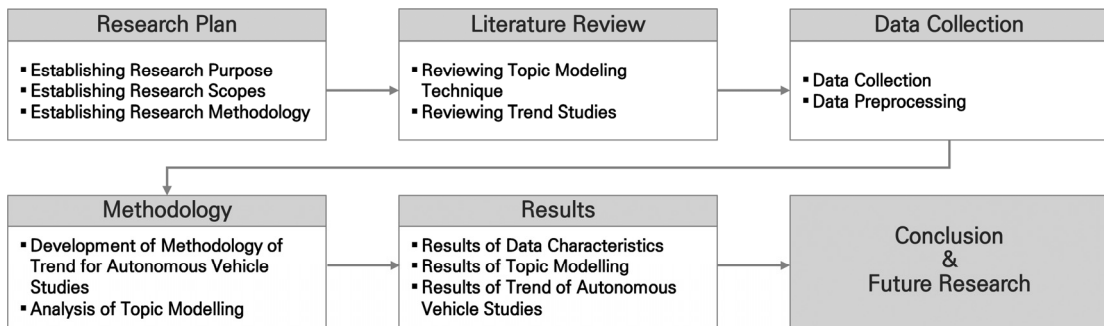 Research Plan
▪ Establishing Research Purpose
▪ Establishing Research Scopes
▪ Establishing Research Methodology
Literature Review
▪ Reviewing Topic Modeling
Technique
▪ Reviewing Trend Studies
Data Collection
▪ Data Collection
▪ Data Preprocessing
Methodology
▪ Development of Methodology of
Trend for Autonomous Vehicle
Studies
▪ Analysis of Topic Modelling
Results
▪ Results of Data Characteristics
▪ Results of Topic Modelling
▪ Results of Trend of Autonomous
Vehicle Studies
Conclusion
&
Future Research